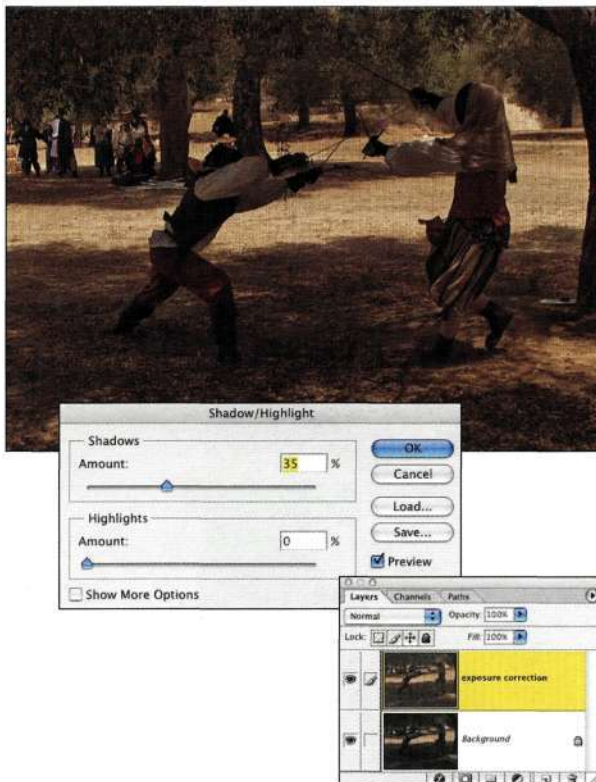 Shadow/Highlight
Shadows
Amount: 35 %
Highlights
Amount: 0 %
Show More Options
OK
Cancel
Load...
Save...
Preview
Layers Channels Paths
Normal Opacity: 100%
Lock: Fill: 100%
exposure correction
Background